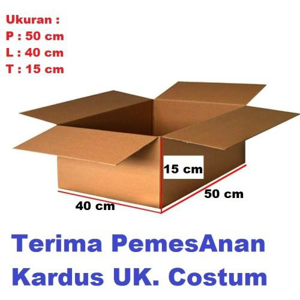 Ukuran :
P : 50 cm
L : 40 cm
T : 15 cm
15 cm
50 cm
40 cm
Terima PemesAnan
Kardus UK. Costum